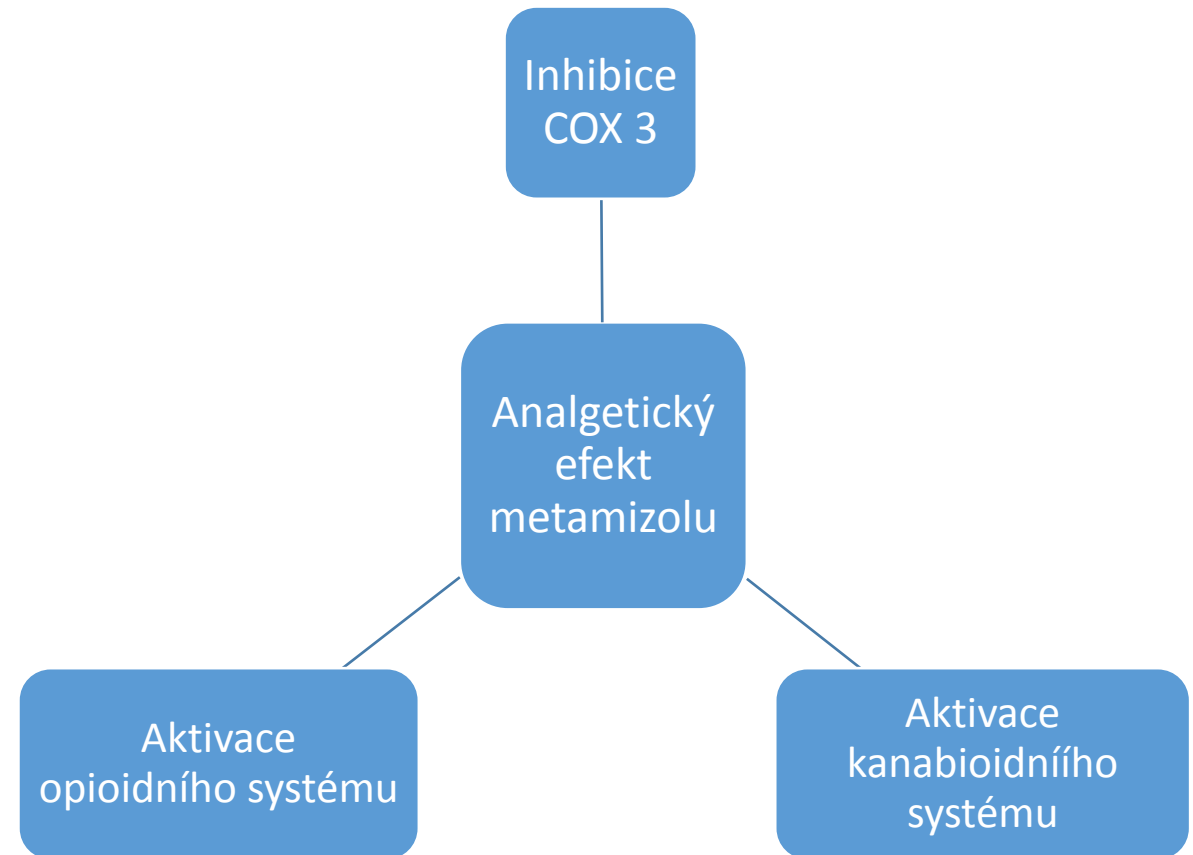 Inhibice
COX 3
Analgetický
efekt
metamizolu
Aktivace
opioidního systému
Aktivace
kanabioidníího
systému